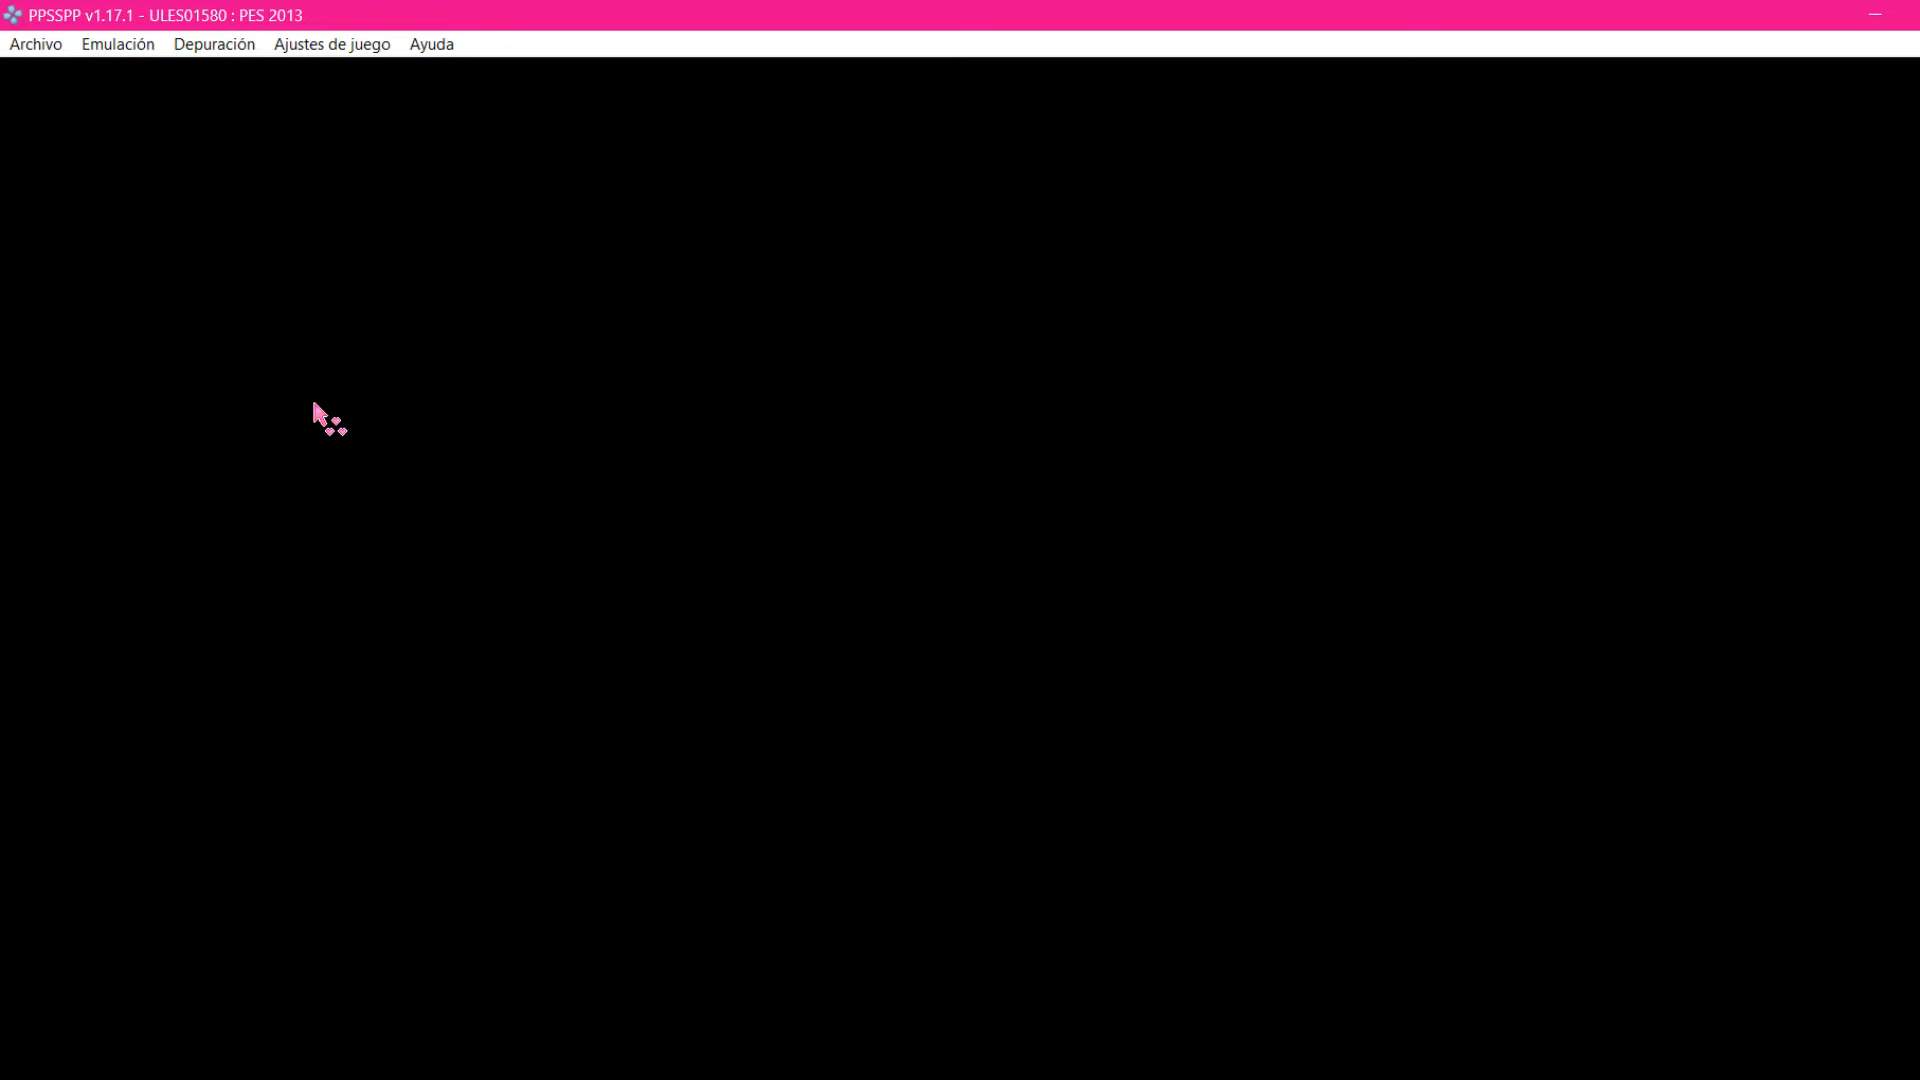 PPSSPP v1.17.1 - ULES01580 : PES 2013
Archivo Emulación Depuración Ajustes de juego Ayuda